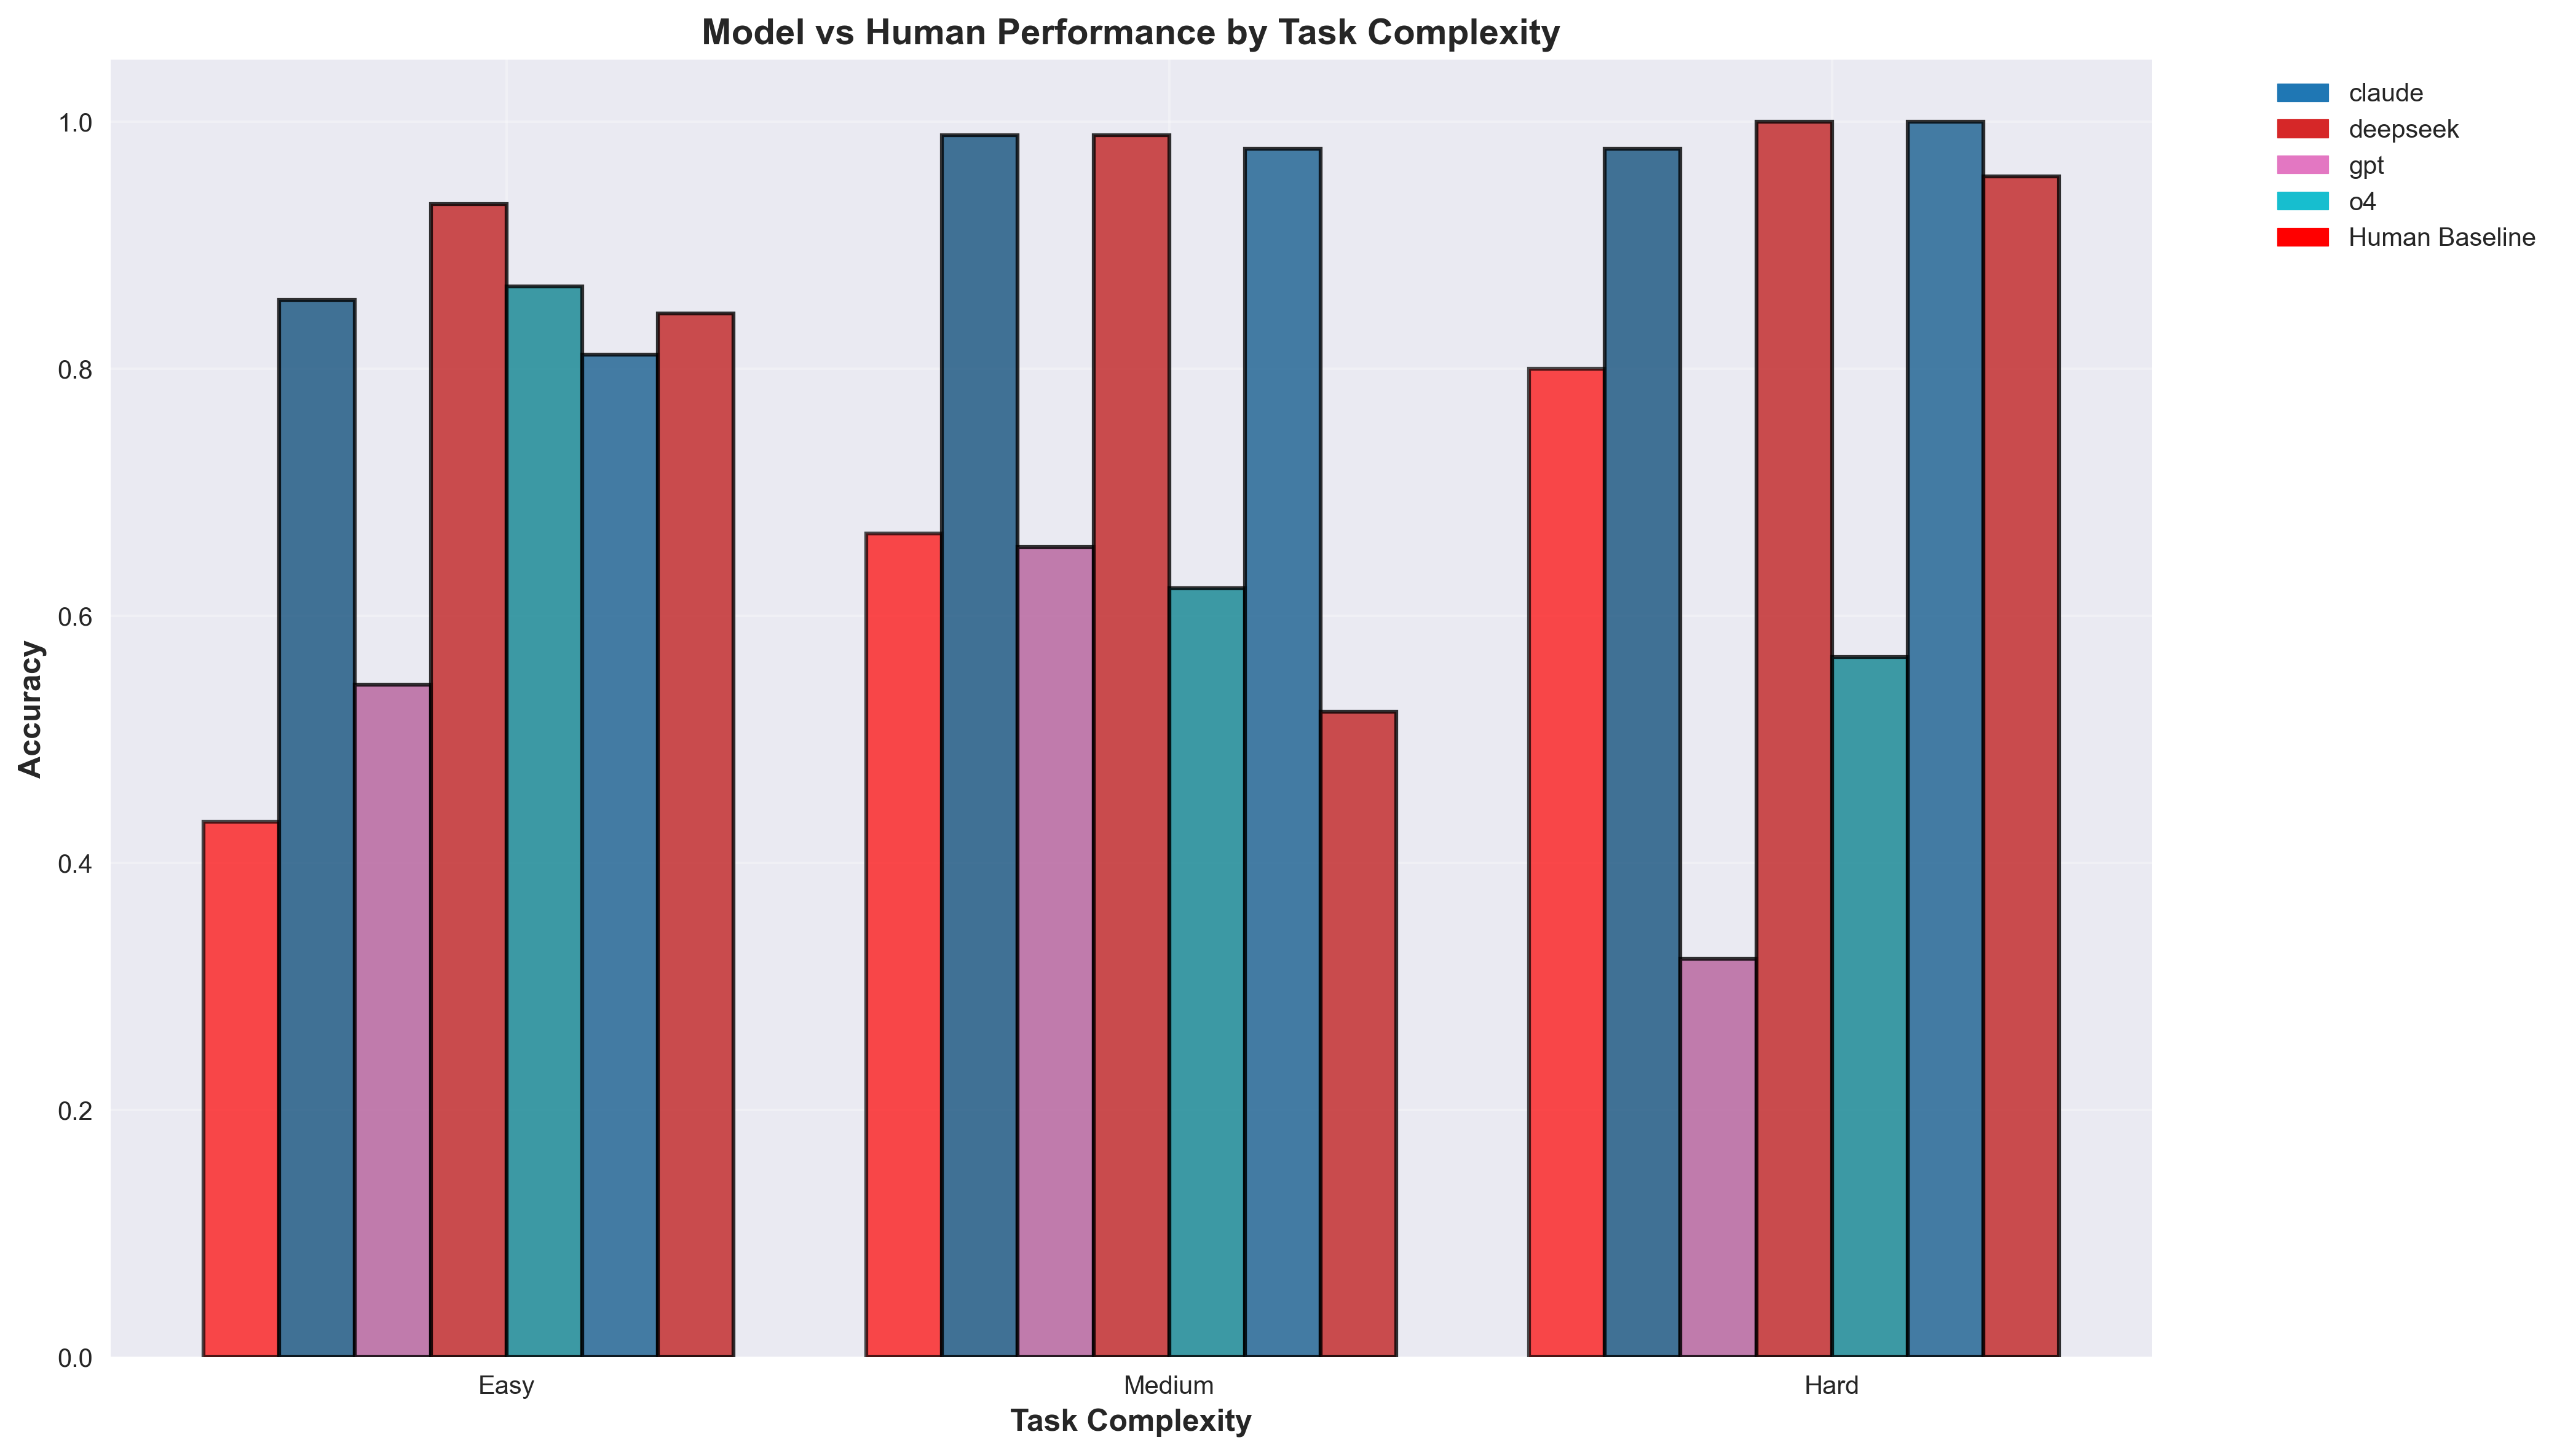 Model vs Human Performance by Task Complexity
claude
deepseek
gpt
o4
Human Baseline
Accuracy
1.0
0.8
0.6
0.4
0.2
0.0
Easy
Medium
Hard
Task Complexity